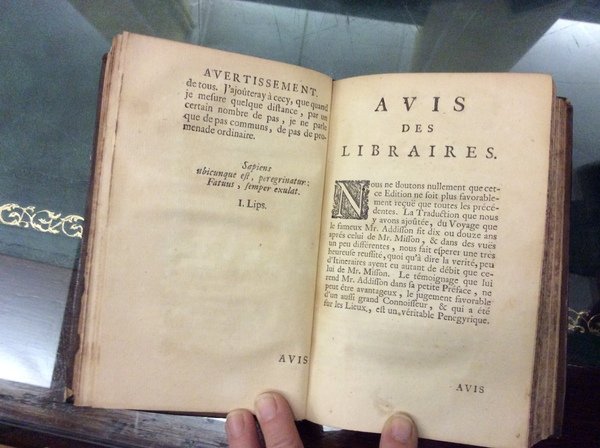 AVERTISSEMENT.
de tous. J'ajoûteray à cecy, que quand
je mesure quelque distance, par un
certain nombre de pas, je ne parle
que de pas communs, de pas de pro-
menade ordinaire.
Sapiens
ubicunque est, peregrinatur:
Fatuus, semper exulat.
I. Lips.
AVIS
AVIS
DES
LIBRAIRES.
Nous ne doutons nullement que cet-
ce Edition ne soit plus favorable-
ment reçuë que toutes les précé-
dentes. La Traduction que nous
y avons ajoûtée, du Voyage que
le fameux Mr. Addisson fit dix ou douze ans
après celui de Mr. Misson, & dans des vuës
un peu différentes, nous fait esperer une très
heureuse reüssite, quoi qu'à dire la verité, peu
d'Itineraires ayent eu autant de débit que ce-
lui de Mr. Misson. Le témoignage que lui
rend Mr. Addisson dans sa petite Préface, ne
peut être avantageux, le jugement favorable
d'un aussi grand Connoisseur, & qui a été
sur les Lieux, est un véritable Penegyrique.
AVIS